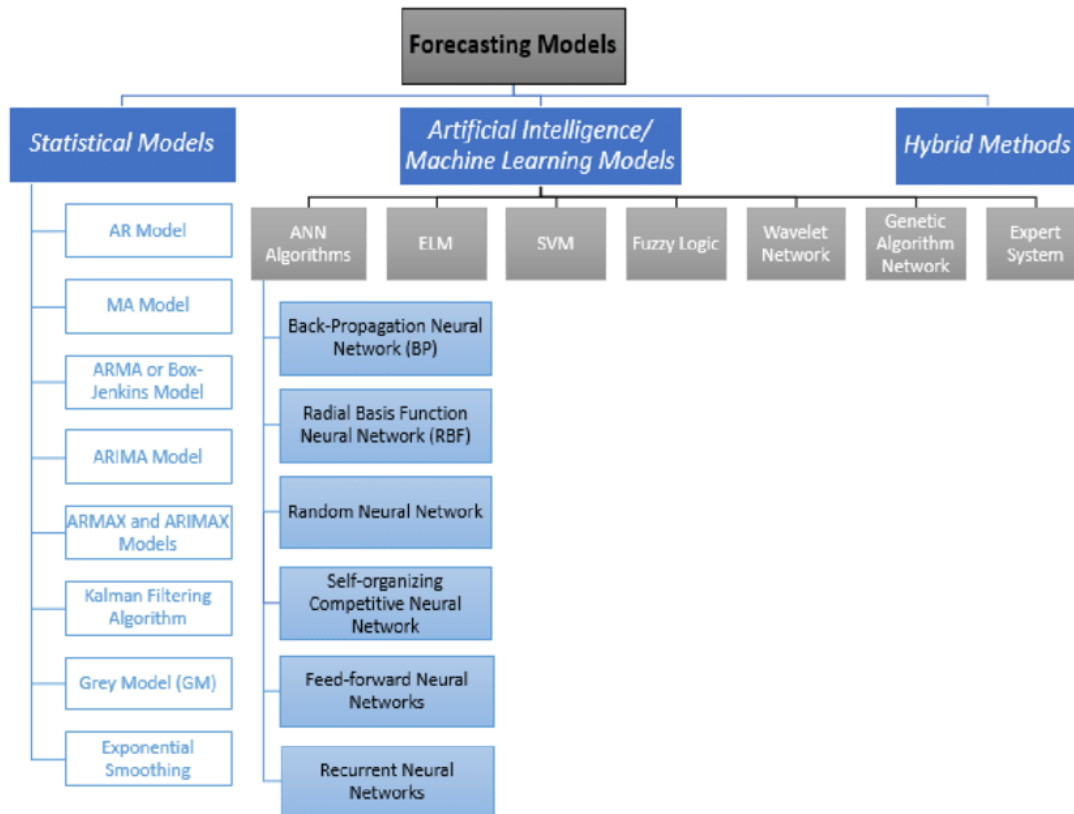 Forecasting Models
Statistical Models
Artificial Intelligence/
Machine Learning Models
Hybrid Methods
AR Model
MA Model
ARMA or Box-
Jenkins Model
ARIMA Model
ARMAX and ARIMAX
Models
Kalman Filtering
Algorithm
Grey Model (GM)
Exponential
Smoothing
ANN
Algorithms
ELM
SVM
Fuzzy Logic
Wavelet
Network
Genetic
Algorithm
Network
Expert
System
Back-Propagation Neural
Network (BP)
Radial Basis Function
Neural Network (RBF)
Random Neural Network
Self-organizing
Competitive Neural
Network
Feed-forward Neural
Networks
Recurrent Neural
Networks